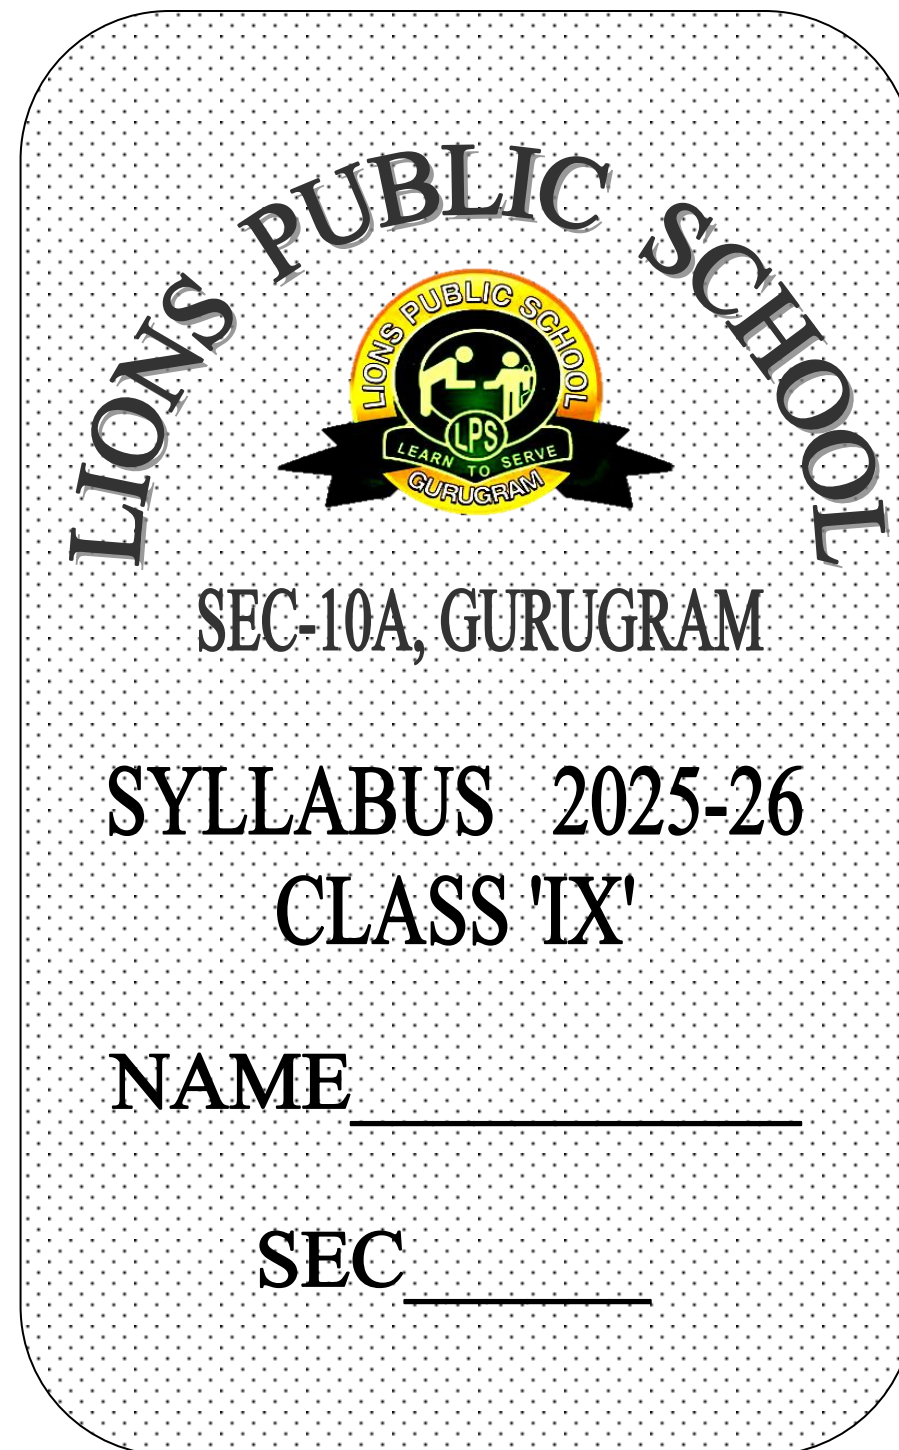 LIONS PUBLIC SCHOOL
LIONS PUBLIC SCHOOL
LPS
LEARN TO SERVE
GURUGRAM
SEC-10A, GURUGRAM
SYLLABUS 2025-26
CLASS 'IX'
NAME
SEC